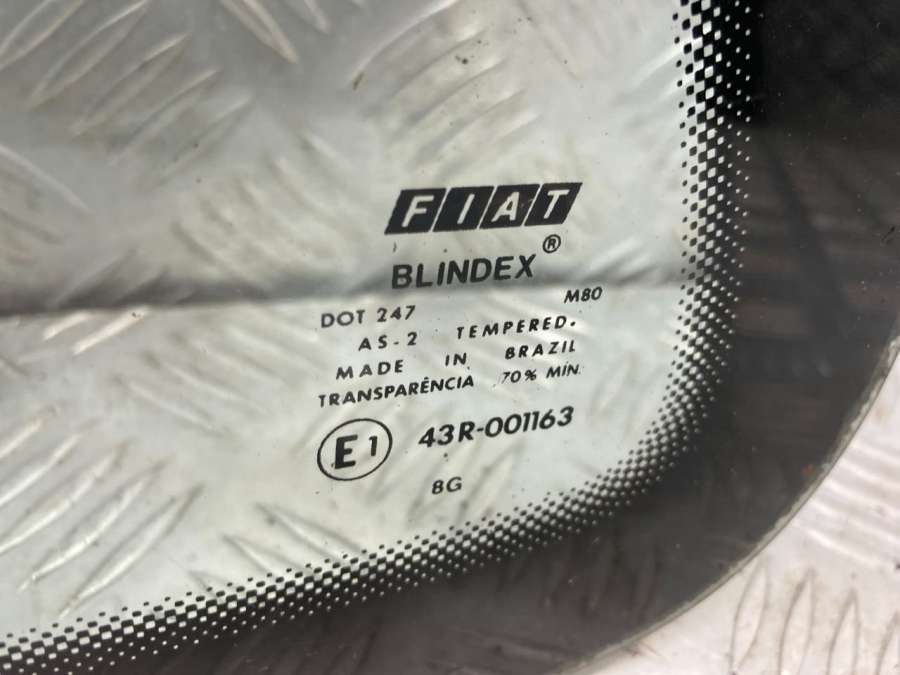 FIAT
BLINDEX®
DOT 247 M80
AS-2 TEMPERED.
MADE IN BRAZIL
TRANSPARÊNCIA 70% MIN
E1 43R-001163
8G